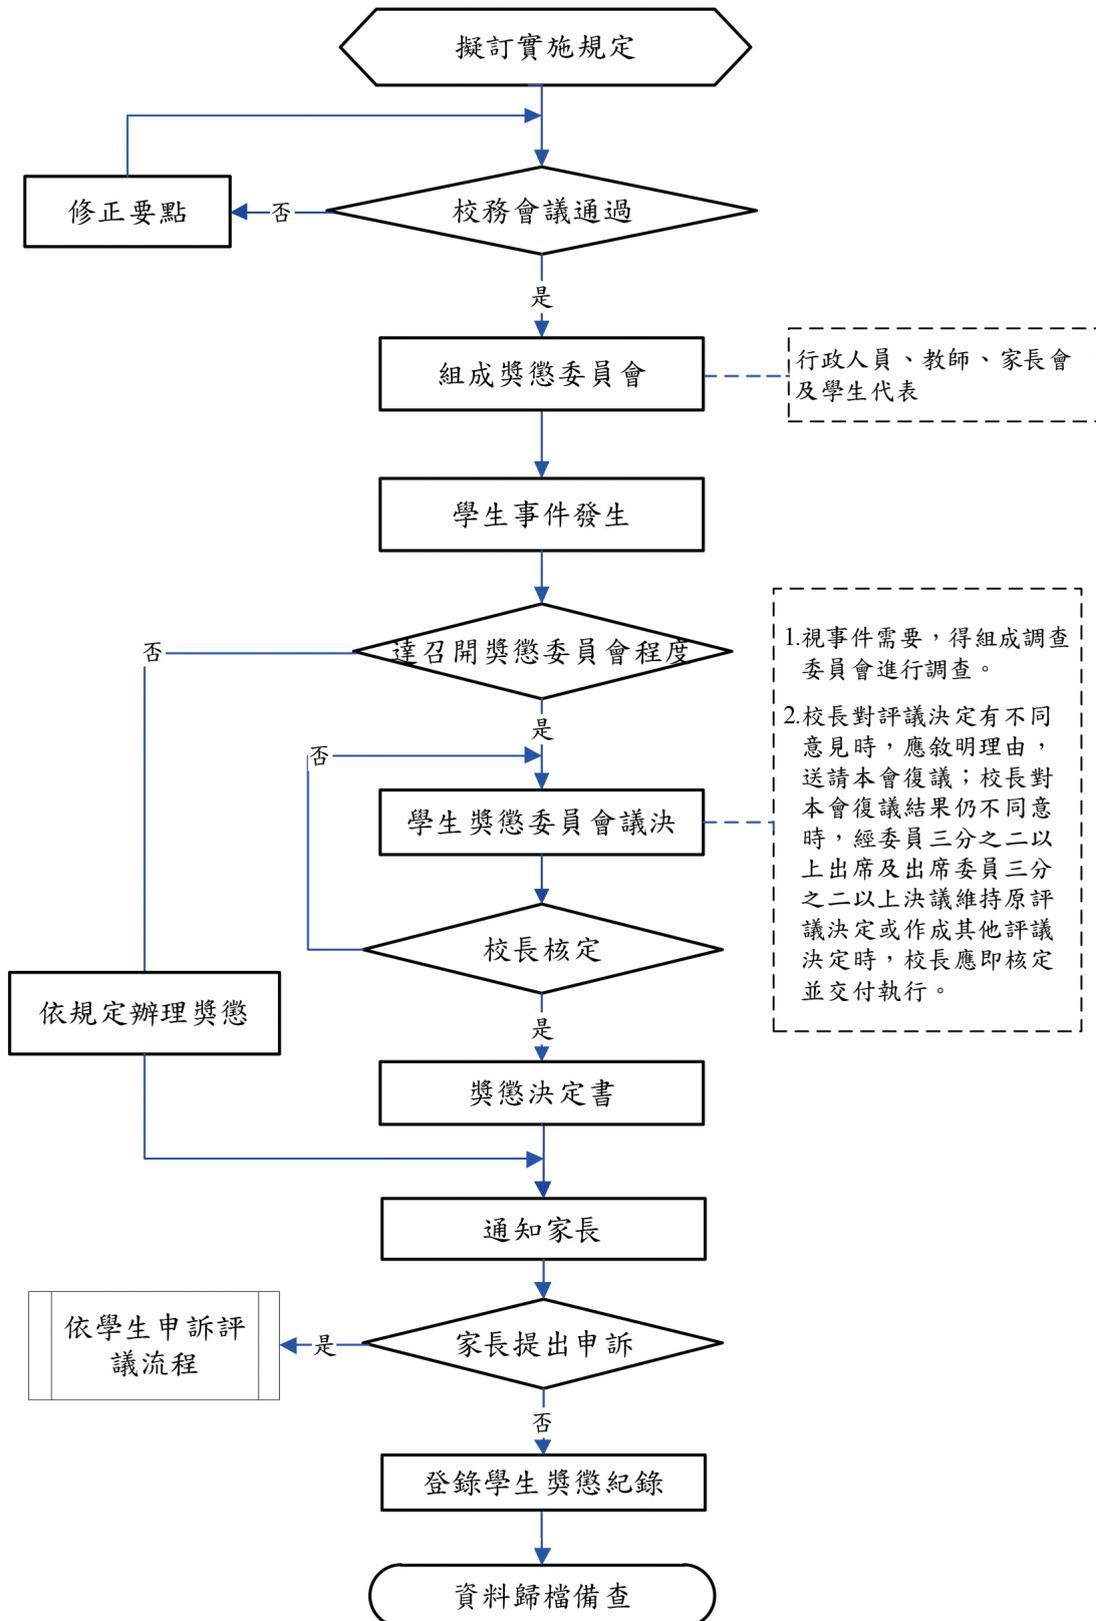 擬訂實施規定
校務會議通過
否
修正要點
是
組成獎懲委員會
行政人員、教師、家長會
及學生代表
學生事件發生
達召開獎懲委員會程度
否
是
否
學生獎懲委員會議決
1.視事件需要，得組成調查
委員會進行調查。
2.校長對評議決定有不同
意見時，應敘明理由，
送請本會復議；校長對
本會復議結果仍不同意
時，經委員三分之二以
上出席及出席委員三分
之二以上決議維持原評
議決定或作成其他評議
決定時，校長應即核定
並交付執行。
校長核定
依規定辦理獎懲
是
獎懲決定書
通知家長
家長提出申訴
是
依學生申訴評
議流程
否
登錄學生獎懲紀錄
資料歸檔備查